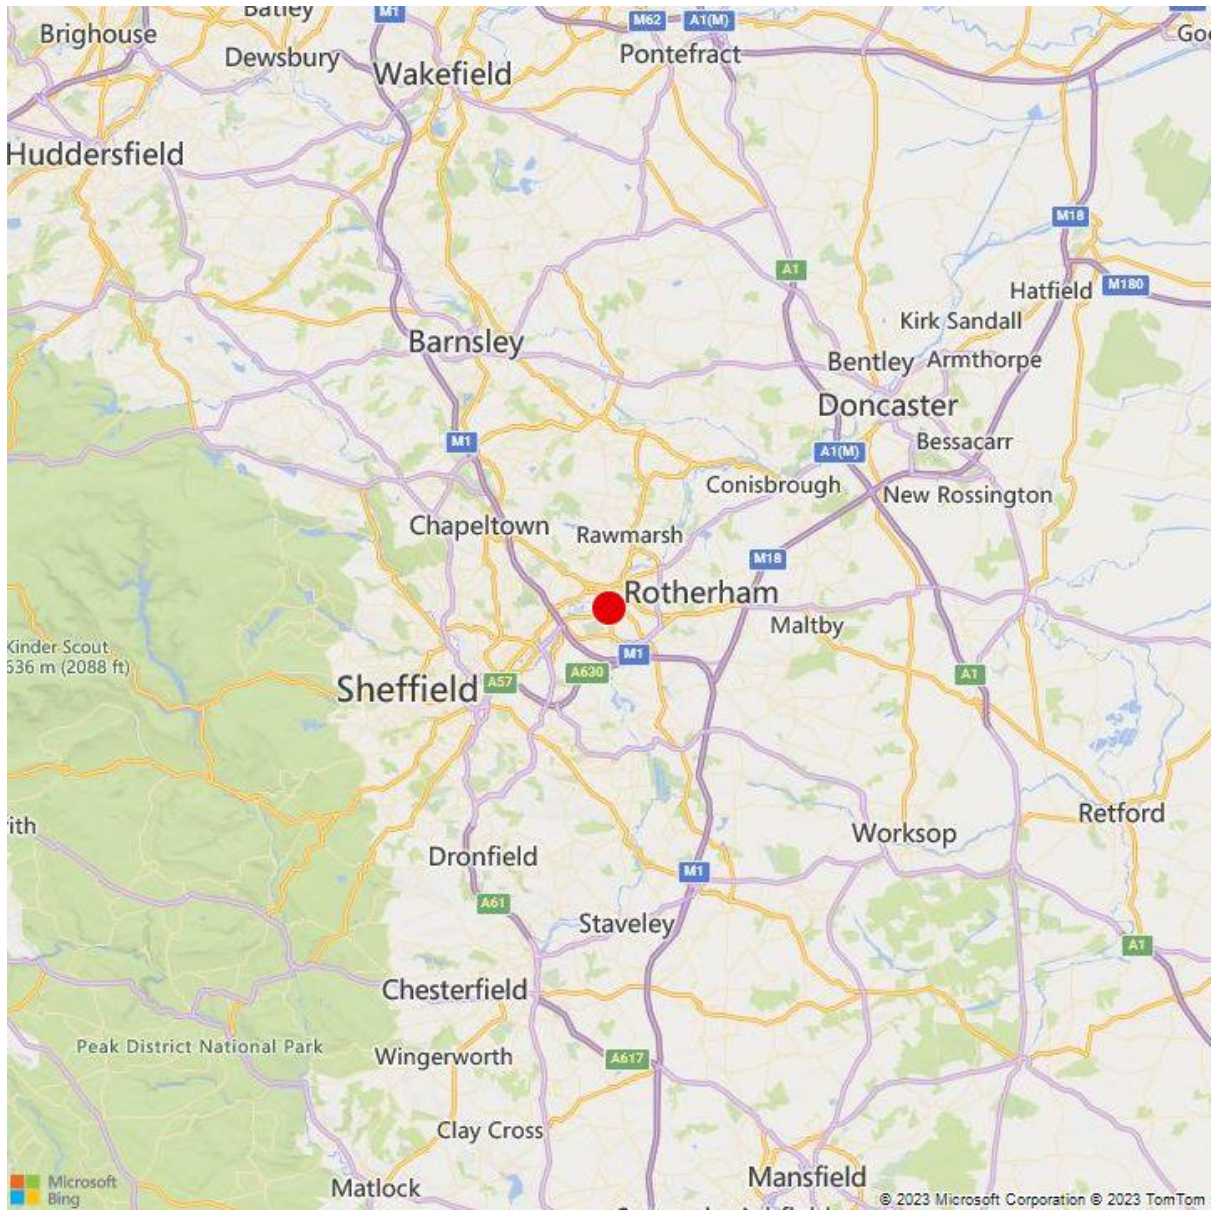 Batley
M1
M62
A1(M)
Brighouse
Goo
Dewsbury
Pontefract
Wakefield
Huddersfield
M18
A1
M180
Hatfield
Kirk Sandall
Barnsley
Bentley
Armthorpe
Doncaster
M1
A1(M)
Bessacarr
Conisbrough
New Rossington
Chapeltown
Rawmarsh
M18
Rotherham
Maltby
Kinder Scout
636 m (2088 ft)
M1
A630
A57
A1
Sheffield
Retford
ith
Worksop
Dronfield
M1
A61
Staveley
A1
Chesterfield
Peak District National Park
Wingerworth
A617
Clay Cross
Mansfield
Matlock
Microsoft
Bing
© 2023 Microsoft Corporation © 2023 TomTom